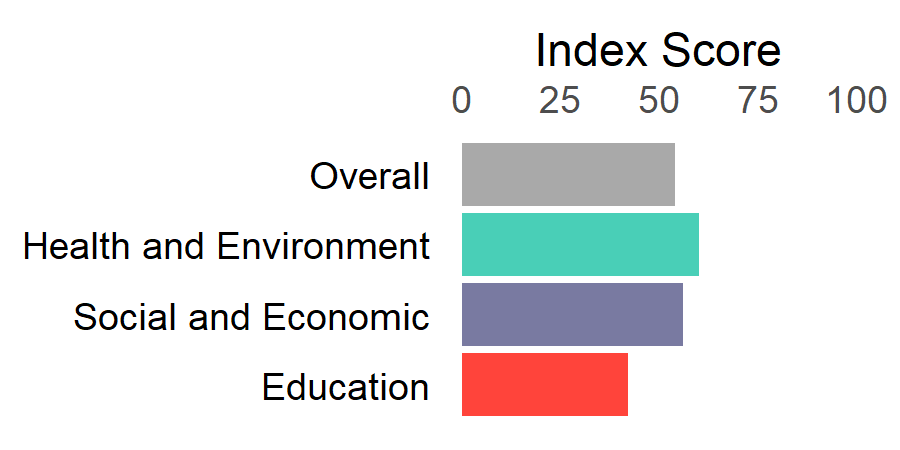 Index Score
0 25 50 75 100
Overall
Health and Environment
Social and Economic
Education